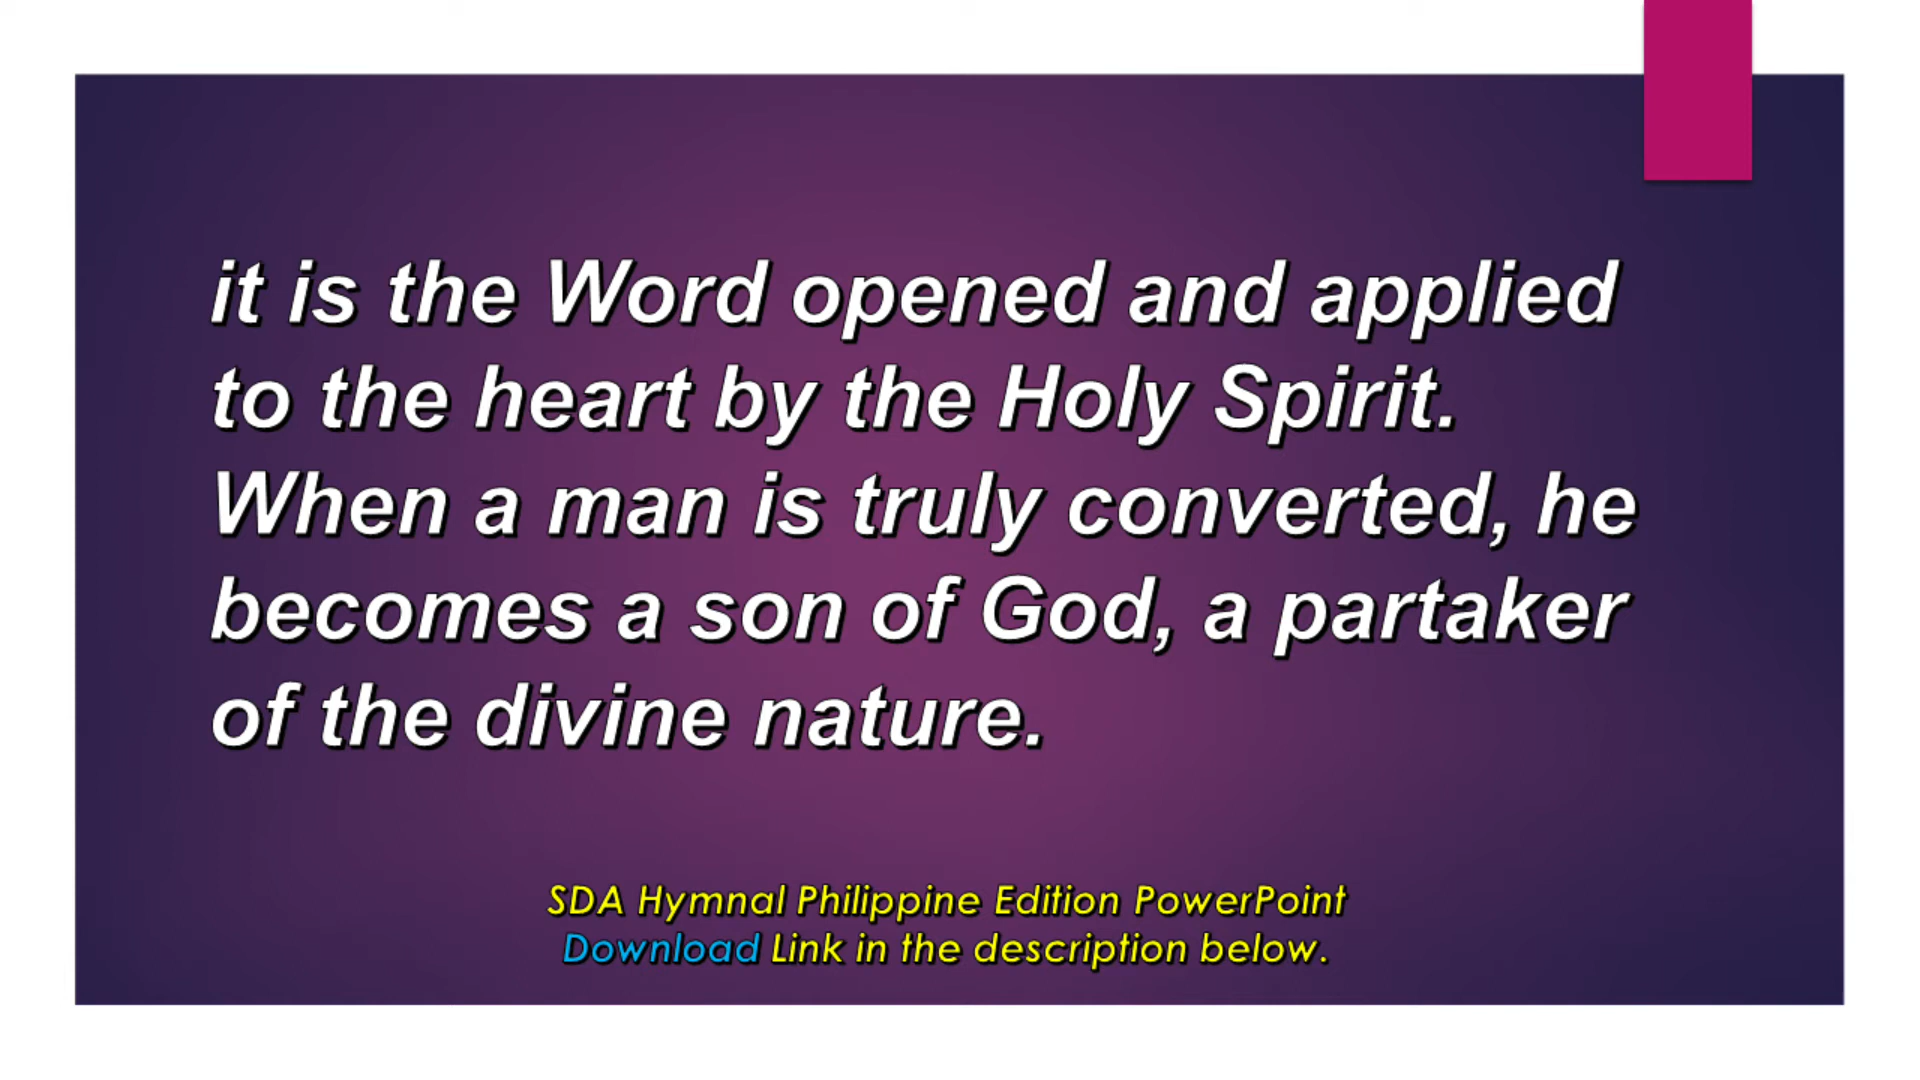 it is the Word opened and applied
to the heart by the Holy Spirit.
When a man is truly converted, he
becomes a son of God, a partaker
of the divine nature.
SDA Hymnal Philippine Edition PowerPoint
Download Link in the description below.